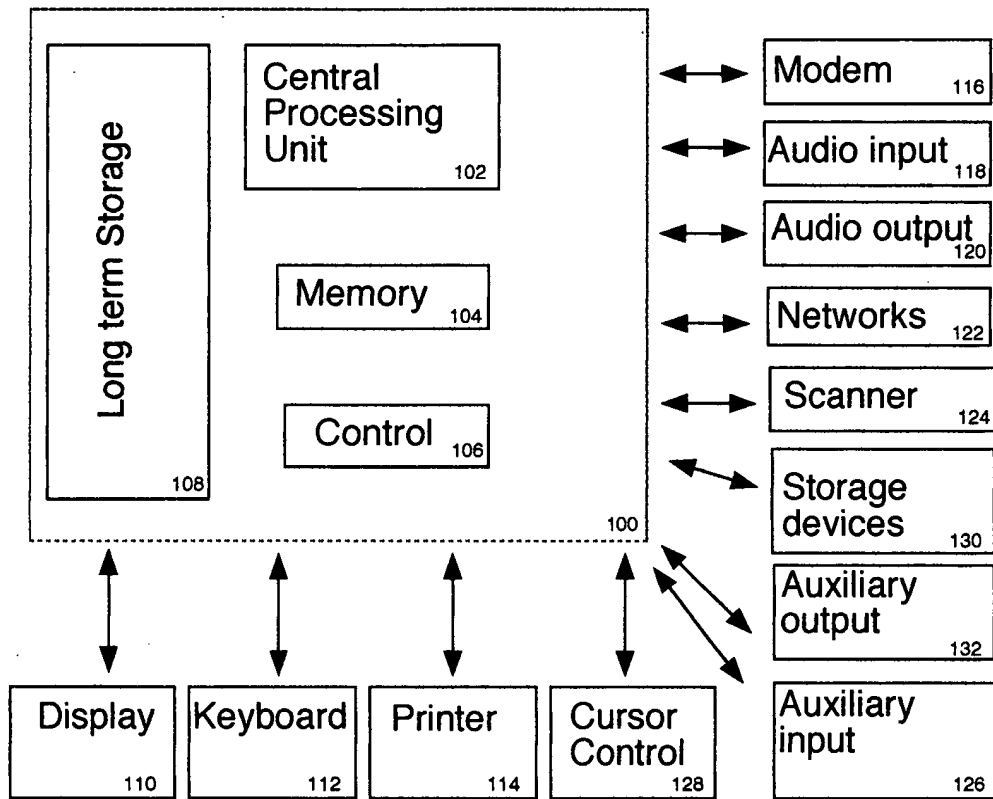 Long term Storage
108
Central
Processing
Unit
102
Memory
104
Control
106
100
Modem
116
Audio input
118
Audio output
120
Networks
122
Scanner
124
Storage
devices
130
Auxiliary
output
132
Auxiliary
input
126
Display
110
Keyboard
112
Printer
114
Cursor
Control
128